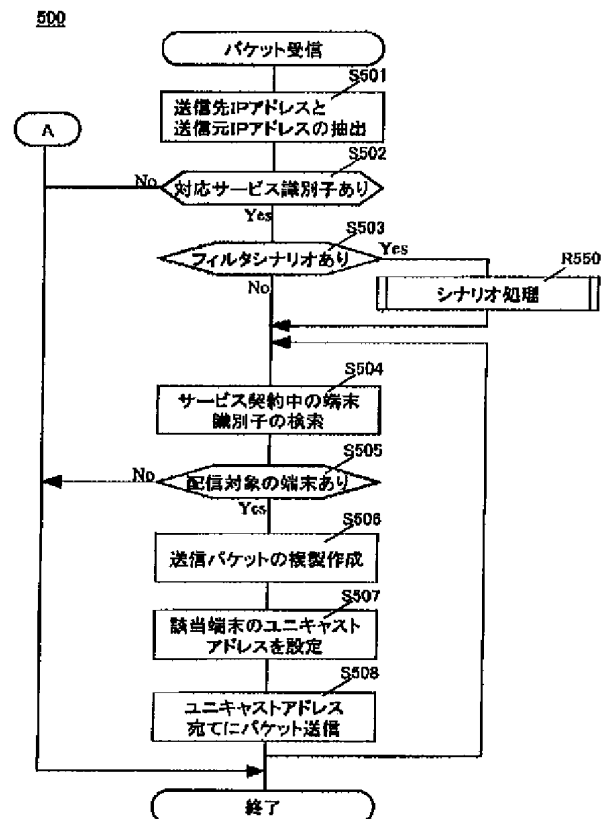 500
パケット受信
S501
送信先IPアドレスと
送信元IPアドレスの抽出
A
S502
No
対応サービス識別子あり
Yes
S503
フィルタシナリオあり
Yes
R550
No
シナリオ処理
S504
サービス契約中の端末
識別子の検索
S505
No
配信対象の端末あり
Yes
S506
送信パケットの複製作成
S507
該当端末のユニキャスト
アドレスを設定
S508
ユニキャストアドレス
宛てにパケット送信
終了